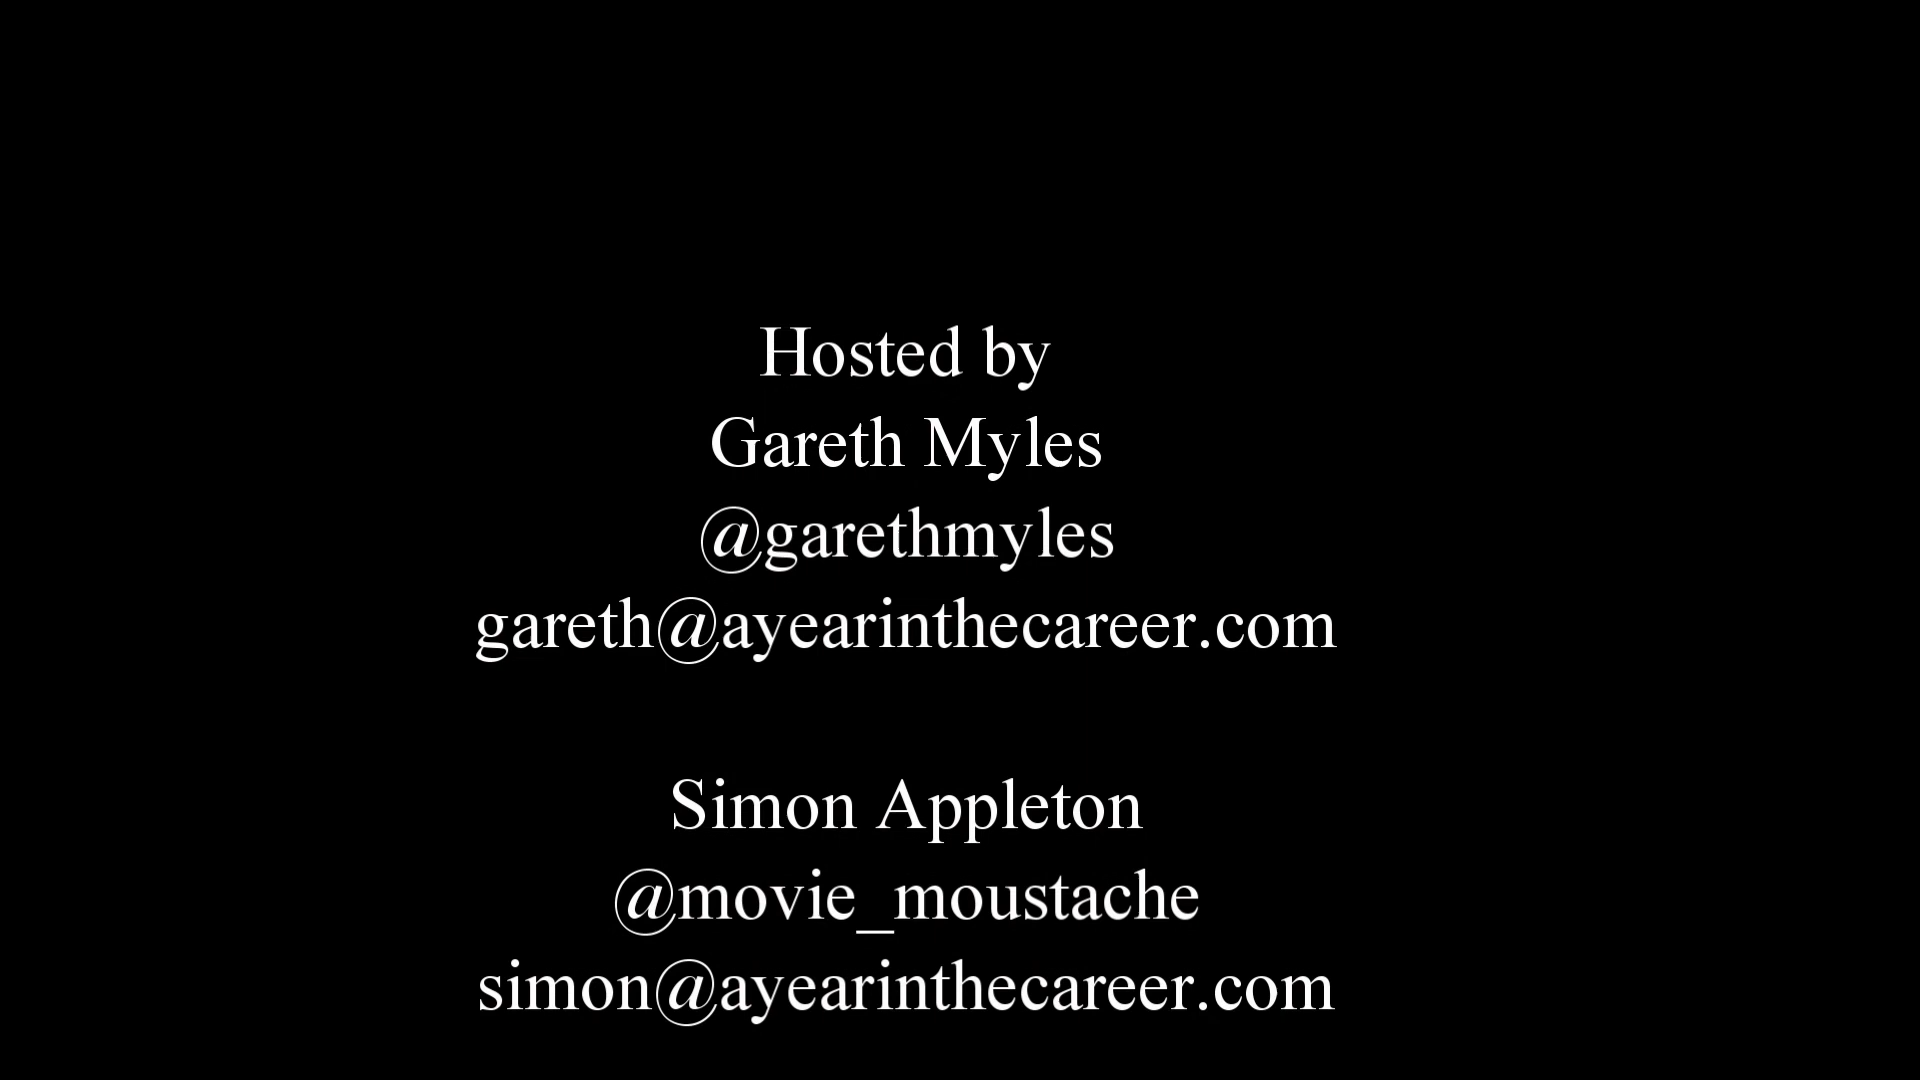 Hosted by
Gareth Myles
@garethmyles
gareth@ayearinthecareer.com
Simon Appleton
@movie_moustache
simon@ayearinthecareer.com